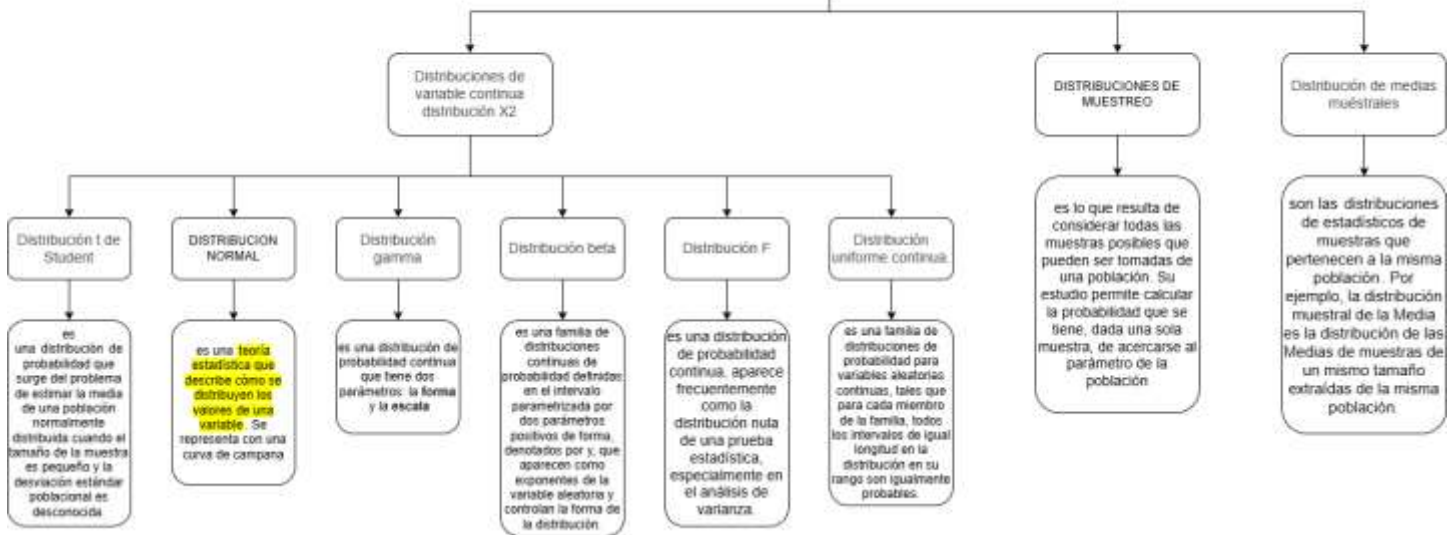 Distribuciones de
variable continua
distribución X2
DISTRIBUCIONES DE
MUESTREO
Distribución de medias
muéstrales
Distribución t de
Student
DISTRIBUCION
NORMAL
Distribución
gamma
Distribución beta
Distribución F
Distribución
uniforme continua.
es lo que resulta de
considerar todas las
muestras posibles que
pueden ser tomadas de
una población. Su
estudio permite calcular
la probabilidad que se
tiene, dada una sola
muestra, de acercarse al
parámetro de la
población
son las distribuciones
de estadísticos de
muestras que
pertenecen a la misma
población. Por
ejemplo, la distribución
muestral de la Media
es la distribución de las
Medias de muestras de
un mismo tamaño
extraídas de la misma
población.
es
una distribución de
probabilidad que
surge del problema
de estimar la media
de una población
normalmente
distribuida cuando el
tamaño de la muestra
es pequeño y la
desviación estándar
poblacional es
desconocida
es una teoría
estadística que
describe cómo se
distribuyen los
valores de una
variable. Se
representa con una
curva de campana
es una distribución de
probabilidad continua
que tiene dos
parámetros: la forma
y la escala
es una familia de
distribuciones
continuas de
probabilidad definidas
en el intervalo
parametrizada por
dos parámetros
positivos de forma,
denotados por y, que
aparecen como
exponentes de la
variable aleatoria y
controlan la forma de
la distribución
es una distribución
de probabilidad
continua, aparece
frecuentemente
como la
distribución nula
de una prueba
estadística,
especialmente en
el análisis de
varianza.
es una familia de
distribuciones de
probabilidad para
variables aleatorias
continuas, tales que
para cada miembro
de la familia, todos
los intervalos de igual
longitud en la
distribución en su
rango son igualmente
probables.